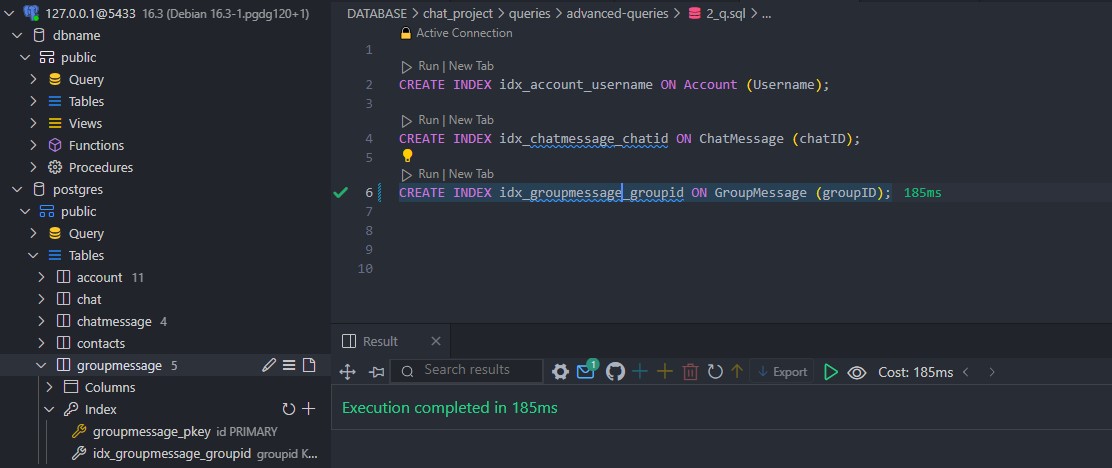 127.0.0.1@5433 16.3 (Debian 16.3-1.pgdg120+1)
dbname
public
Query
Tables
Views
Functions
Procedures
postgres
public
Query
Tables
account 11
chat
chatmessage 4
contacts
groupmessage 5
Columns
Index
groupmessage_pkey id PRIMARY
idx_groupmessage_groupid groupid K...
DATABASE > chat_project > queries > advanced-queries > 2_q.sql > ...
Active Connection
1
Run | New Tab
2 CREATE INDEX idx_account_username ON Account (Username);
3
Run | New Tab
4 CREATE INDEX idx_chatmessage_chatid ON ChatMessage (chatID);
5
Run | New Tab
6 CREATE INDEX idx_groupmessage_groupid ON GroupMessage (groupID); 185ms
7
8
9
10
Result
Search results
1
Export
Cost: 185ms
Execution completed in 185ms